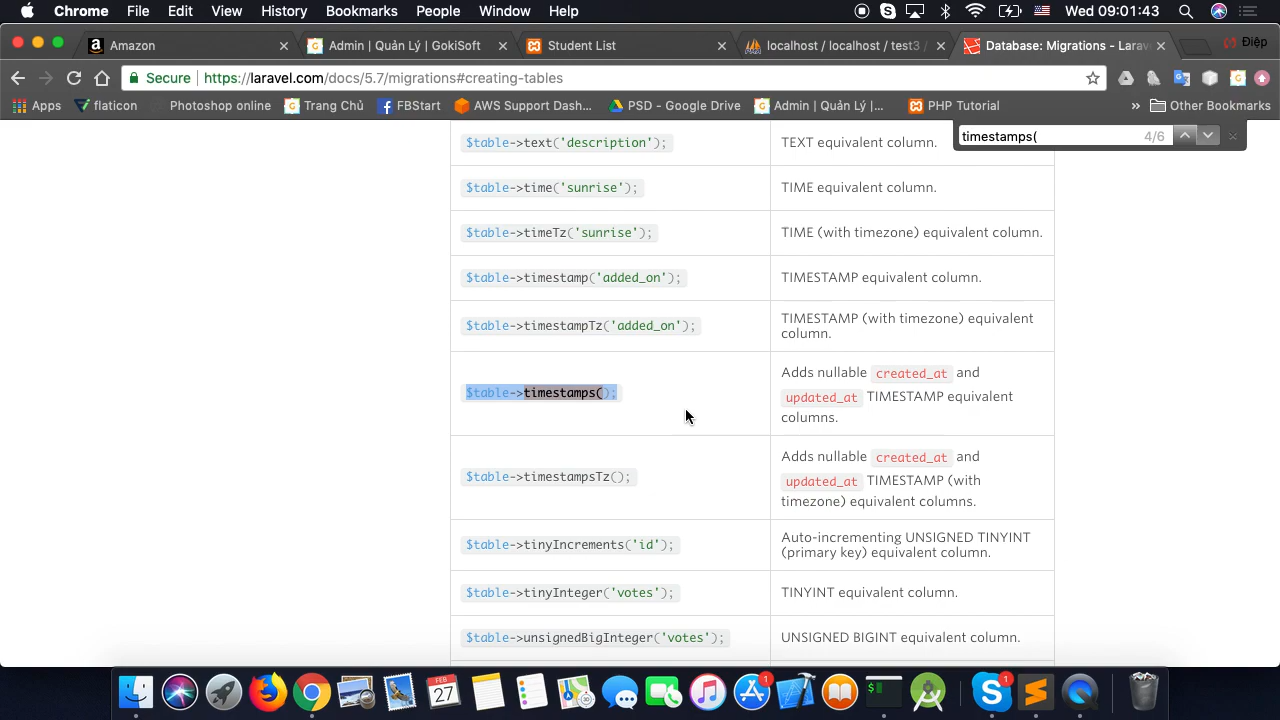 Chrome File Edit View History Bookmarks People Window Help Wed 09:01:43
Amazon
Admin | Quản Lý | GokiSoft
Student List
localhost / localhost / test3 /
Database: Migrations - Larav
Điệp
Secure https://laravel.com/docs/5.7/migrations#creating-tables
Apps flaticon Photoshop online Trang Chủ FBStart AWS Support Dash... PSD - Google Drive Admin | Quản Lý |... PHP Tutorial » Other Bookmarks
timestamps( 4/6
$table->text('description'); TEXT equivalent column.
$table->time('sunrise'); TIME equivalent column.
$table->timeTz('sunrise'); TIME (with timezone) equivalent column.
$table->timestamp('added_on'); TIMESTAMP equivalent column.
$table->timestampTz('added_on'); TIMESTAMP (with timezone) equivalent
column.
$table->timestamps(); Adds nullable created_at and
updated_at TIMESTAMP equivalent
columns.
$table->timestampsTz(); Adds nullable created_at and
updated_at TIMESTAMP (with
timezone) equivalent columns.
$table->tinyIncrements('id'); Auto-incrementing UNSIGNED TINYINT
(primary key) equivalent column.
$table->tinyInteger('votes'); TINYINT equivalent column.
$table->unsignedBigInteger('votes'); UNSIGNED BIGINT equivalent column.
FEB
27
1
1